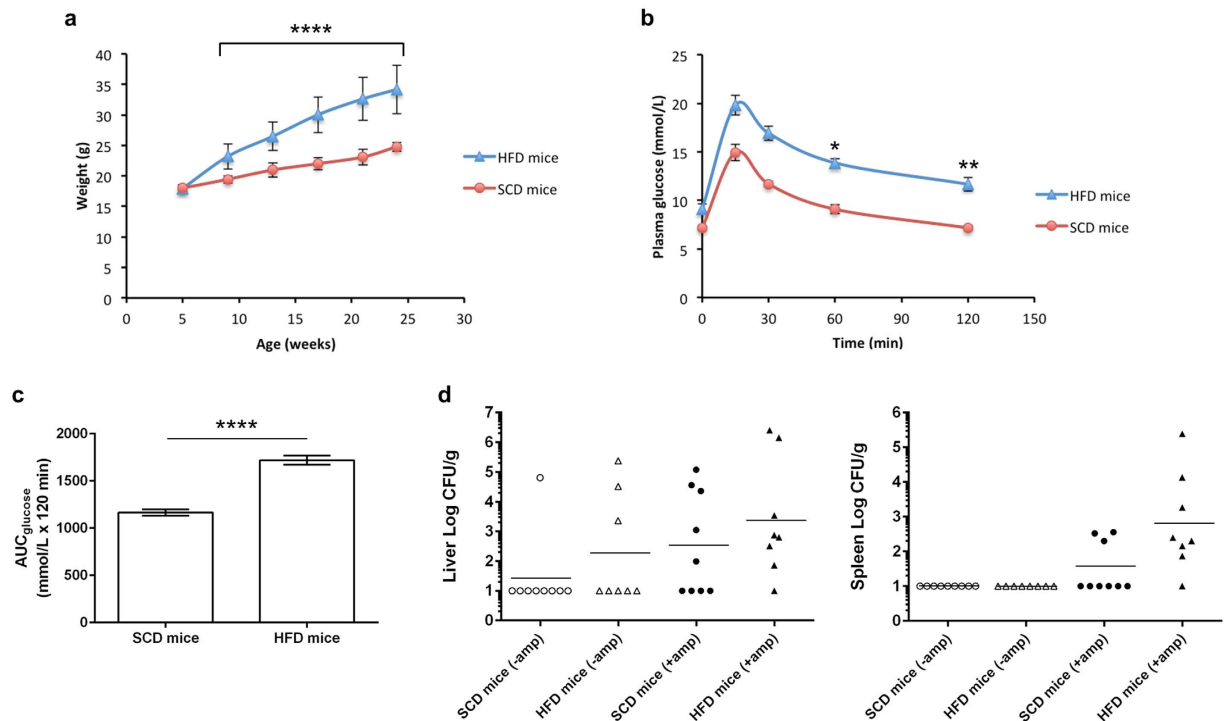 a
****
40
35
30
25
20
15
10
5
0
Weight (g)
0 5 10 15 20 25 30
Age (weeks)
HFD mice
SCD mice
b
25
20
15
10
5
0
Plasma glucose (mmol/L)
*
**
0 30 60 90 120 150
Time (min)
HFD mice
SCD mice
c
****
2000
1500
1000
500
0
AUCglucose
(mmol/L x 120 min)
SCD mice HFD mice
d
7
6
5
4
3
2
1
0
Liver Log CFU/g
SCD mice (-amp)
HFD mice (-amp)
SCD mice (+amp)
HFD mice (+amp)
6
5
4
3
2
1
0
Spleen Log CFU/g
SCD mice (-amp)
HFD mice (-amp)
SCD mice (+amp)
HFD mice (+amp)